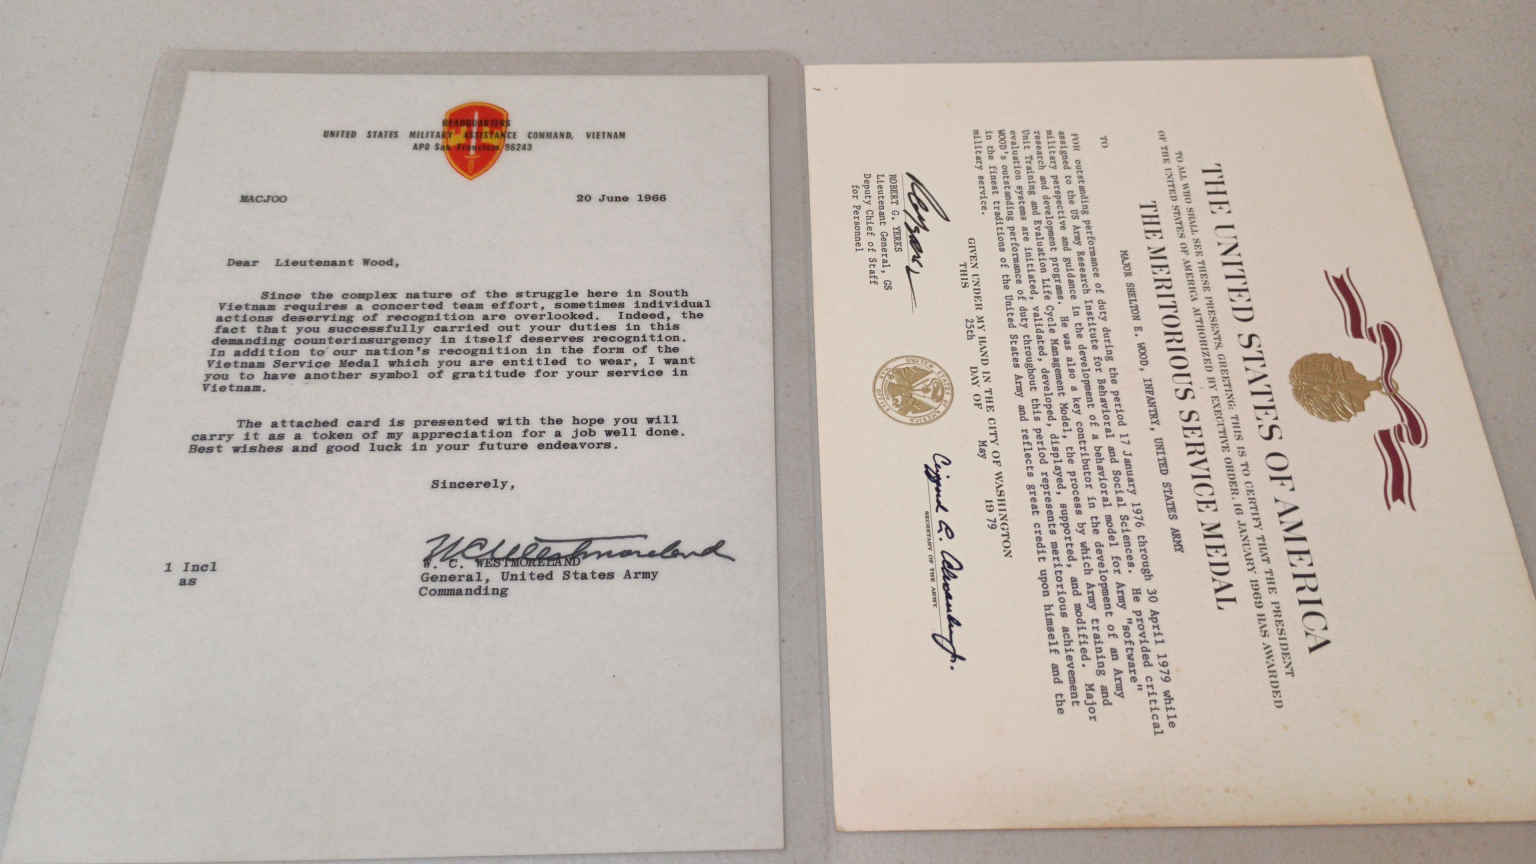 HEADQUARTERS
UNITED STATES MILITARY ASSISTANCE COMMAND, VIETNAM
APO San Francisco 96243
MACJOO
20 June 1966
Dear Lieutenant Wood,
Since the complex nature of the struggle here in South
Vietnam requires a concerted team effort, sometimes individual
actions deserving of recognition are overlooked. Indeed, the
fact that you successfully carried out your duties in this
demanding counterinsurgency in itself deserves recognition.
In addition to our nation's recognition in the form of the
Vietnam Service Medal which you are entitled to wear, I want
you to have another symbol of gratitude for your service in
Vietnam.
The attached card is presented with the hope you will
carry it as a token of my appreciation for a job well done.
Best wishes and good luck in your future endeavors.
Sincerely,
WCWestmoreland
W. C. WESTMORELAND
General, United States Army
Commanding
1 Incl
as
THE UNITED STATES OF AMERICA
TO ALL WHO SHALL SEE THESE PRESENTS, GREETING: THIS IS TO CERTIFY THAT THE PRESIDENT
OF THE UNITED STATES OF AMERICA AUTHORIZED BY EXECUTIVE ORDER, 16 JANUARY 1969 HAS AWARDED
THE MERITORIOUS SERVICE MEDAL
TO MAJOR SHELTON E. WOOD, INFANTRY, UNITED STATES ARMY
FOR outstanding performance of duty during the period 17 January 1976 through 30 April 1979 while
assigned to the US Army Research Institute for Behavioral and Social Sciences. He provided critical
military perspective and guidance in the development of a behavioral model for Army "software"
research and development programs. He was also a key contributor in the development of an Army
Unit Training and Evaluation Life Cycle Management Model, the process by which Army training and
evaluation systems are initiated, validated, developed, displayed, supported, and modified. Major
WOOD's outstanding performance of duty throughout this period represents meritorious achievement
in the finest traditions of the United States Army and reflects great credit upon himself and the
military service.
GIVEN UNDER MY HAND IN THE CITY OF WASHINGTON
THIS 25th DAY OF May 1979
ROBERT G. YERKS
Lieutenant General, GS
Deputy Chief of Staff
for Personnel
Clifford L. Alexander, Jr.
SECRETARY OF THE ARMY